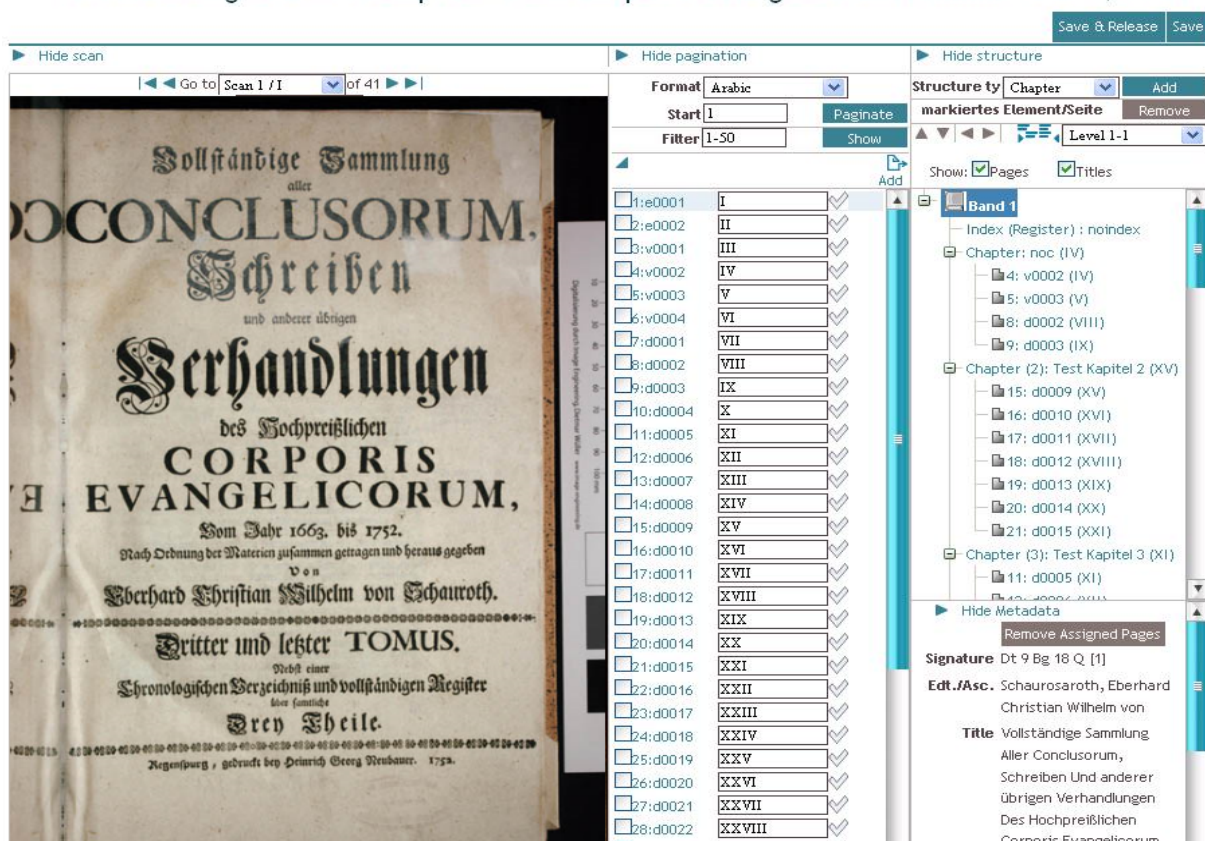 Save & Release Save
Hide scan
Go to Scan 1 / I of 41
Vollständige Sammlung
aller
CONCLUSORUM,
Schreiben
und anderer übrigen
Verhandlungen
des Hochpreißlichen
CORPORIS
EVANGELICORUM,
Vom Jahr 1663. bis 1752.
Nach Ordnung der Materien zusammen getragen und heraus gegeben
Von
Eberhard Christian Wilhelm von Schauroth.
Dritter und letzter TOMUS.
Nebst einer
Chronologischen Verzeichniß und vollständigen Register
über samtliche
Drey Theile.
Regenspurg, gedruckt bey Heinrich Georg Neubauer. 1752.
Hide pagination
Format Arabic
Start 1 Paginate
Filter 1-50 Show
Add
1:e0001 I
2:e0002 II
3:v0001 III
4:v0002 IV
5:v0003 V
6:v0004 VI
7:d0001 VII
8:d0002 VIII
9:d0003 IX
10:d0004 X
11:d0005 XI
12:d0006 XII
13:d0007 XIII
14:d0008 XIV
15:d0009 XV
16:d0010 XVI
17:d0011 XVII
18:d0012 XVIII
19:d0013 XIX
20:d0014 XX
21:d0015 XXI
22:d0016 XXII
23:d0017 XXIII
24:d0018 XXIV
25:d0019 XXV
26:d0020 XXVI
27:d0021 XXVII
28:d0022 XXVIII
Hide structure
Structure ty Chapter Add
markiertes Element/Seite Remove
Level 1-1
Show: Pages Titles
Band 1
Index (Register) : noindex
Chapter: noc (IV)
4: v0002 (IV)
5: v0003 (V)
8: d0002 (VIII)
9: d0003 (IX)
Chapter (2): Test Kapitel 2 (XV)
15: d0009 (XV)
16: d0010 (XVI)
17: d0011 (XVII)
18: d0012 (XVIII)
19: d0013 (XIX)
20: d0014 (XX)
21: d0015 (XXI)
Chapter (3): Test Kapitel 3 (XI)
11: d0005 (XI)
Hide Metadata
Remove Assigned Pages
Signature Dt 9 Bg 18 Q [1]
Edt./Asc. Schaurosaroth, Eberhard
Christian Wilhelm von
Title Vollständige Sammlung
Aller Conclusorum,
Schreiben Und anderer
übrigen Verhandlungen
Des Hochpreißlichen
Corporis Evangelicorum